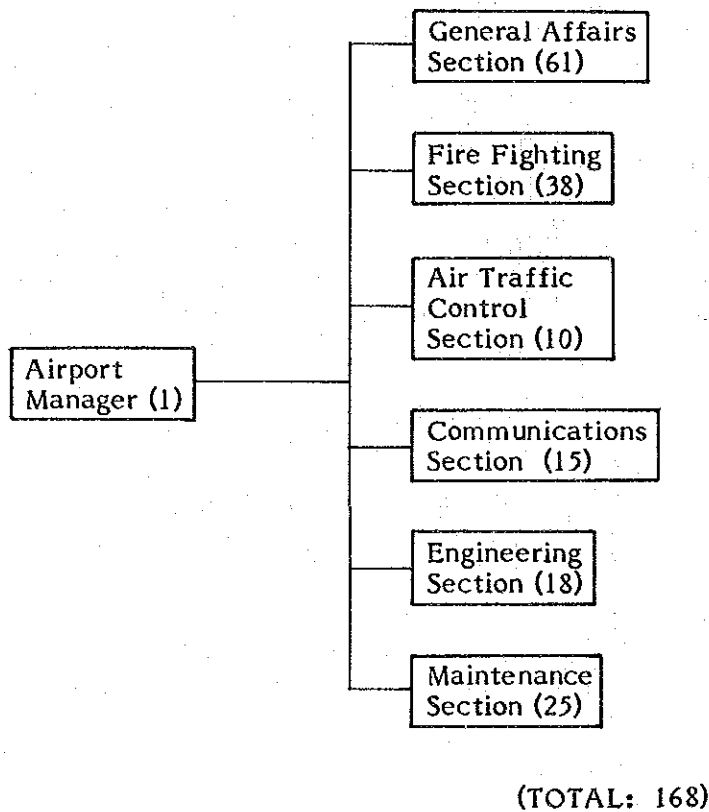 General Affairs
Section (61)
Fire Fighting
Section (38)
Air Traffic
Control
Section (10)
Airport
Manager (1)
Communications
Section (15)
Engineering
Section (18)
Maintenance
Section (25)
(TOTAL: 168)